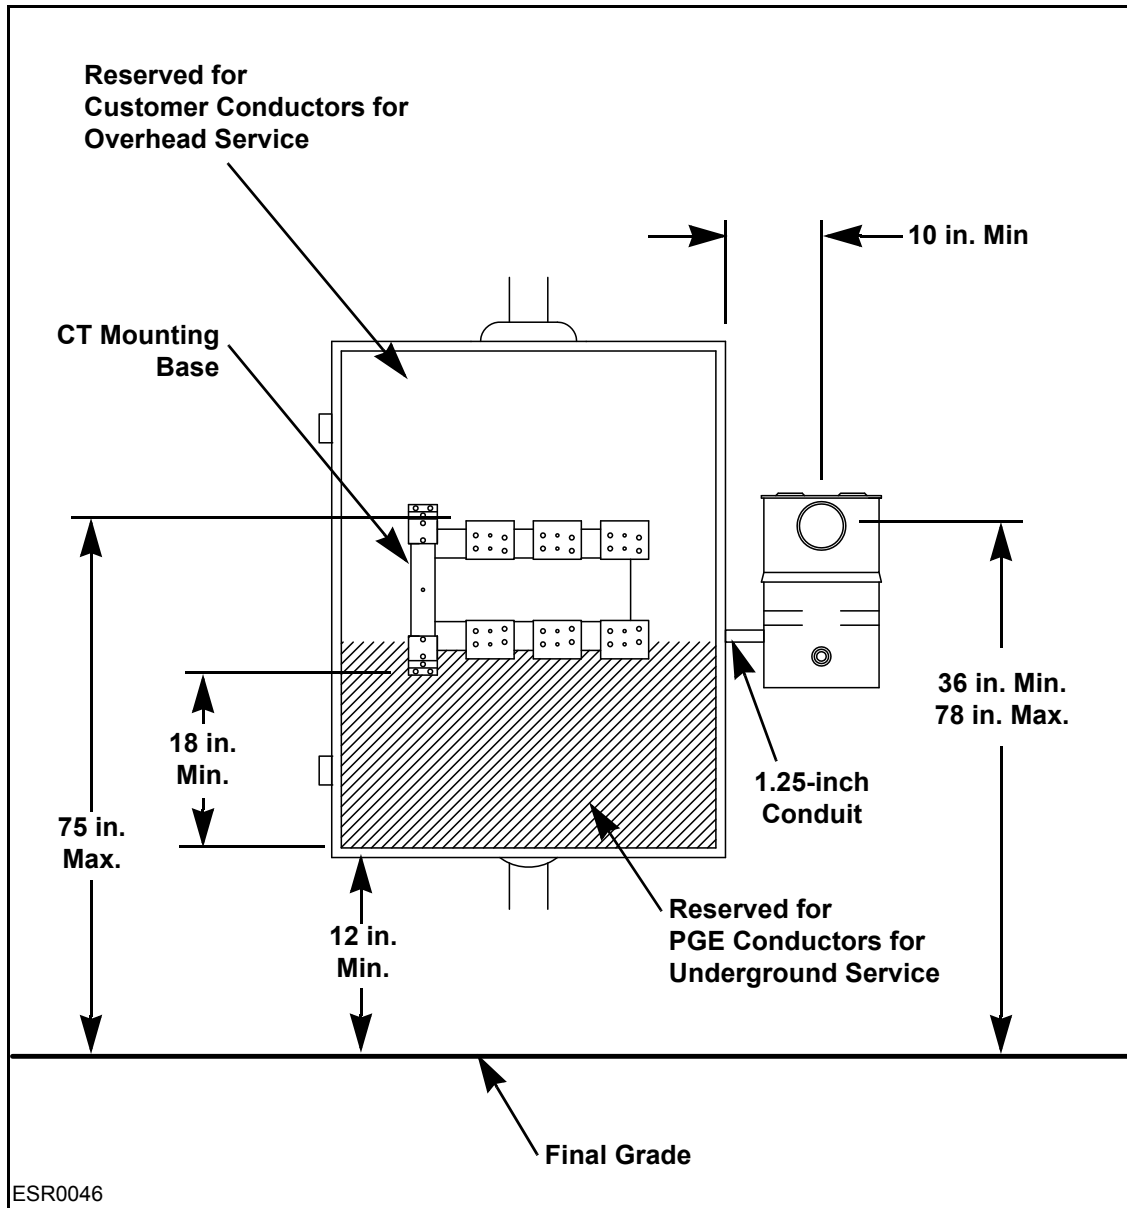 Reserved for
Customer Conductors for
Overhead Service
10 in. Min
CT Mounting
Base
36 in. Min.
78 in. Max.
18 in.
Min.
1.25-inch
Conduit
75 in.
Max.
Reserved for
PGE Conductors for
Underground Service
12 in.
Min.
Final Grade
ESR0046